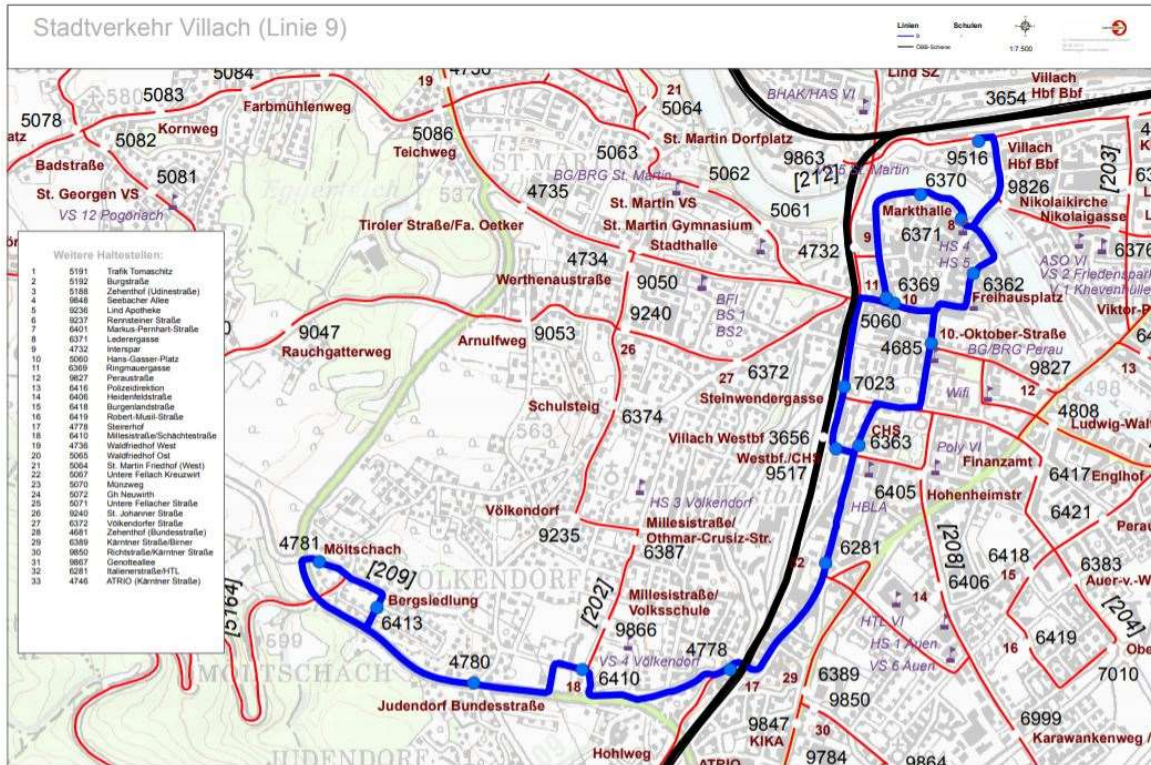 Stadtverkehr Villach (Linie 9)
Linien
Schulen
9
ÖBB-Schiene
1:7.500
5084
4736
19
21
5064
Lind SZ
Villach
Hbf Bbf
3654
BHAK/HAS VI
5083
Farbmühlenweg
5078
5082
Kornweg
5086
Teichweg
St. Martin Dorfplatz
9863
[212]
9516
Villach
Hbf Bbf
[203]
Badstraße
5081
5063
BG/BRG St. Martin
5062
St. Martin
6370
9826
St. Georgen VS
VS 12 Pogöriach
4735
St. Martin VS
5061
Markthalle
8
Nikolaikirche
Nikolaigasse
Tiroler Straße/Fa. Oetker
St. Martin Gymnasium
Stadthalle
4732
9
6371
HS 4
HS 5
ASO VI
6376
VS 2 Friedenspark
4734
Werthenaustraße
9050
11
6369
10
6362
Freihausplatz
BFI
BS 1
BS2
5060
9240
9047
Rauchgatterweg
9053
Arnulfweg
26
10.-Oktober-Straße
4685
BG/BRG Perau
9827
13
27
6372
7023
Steinwendergasse
Wifi
12
498
4808
Schulsteig
563
6374
Villach Westbf
3656
Westbf./CHS
CHS
6363
Poly VI
Finanzamt
9517
6417
Englhof
HS 3 Völkendorf
HBLA
6405
Hohenheimstr
6421
Völkendorf
9235
Millesistraße/
Othmar-Crusiz-Str.
6387
[208]
4781
Möltschach
[209]
VÖLKENDORF
6281
32
6418
15
6406
6383
Bergsiedlung
6413
[202]
Millesistraße/
Volksschule
14
[204]
[5164]
599
9866
HTL VI
HS 1 Auen
VS 6 Auen
6419
16
4780
VS 4 Völkendorf
4778
MÖLTSCHACH
18
6410
17
29
6389
9850
7010
Judendorf Bundesstraße
9847
KIKA
30
6999
Karawankenweg /
JUDENDORF
Hohlweg
ATRIO
9784
9864
Weitere Haltestellen:
1 5191 Trafik Tomaschitz
2 5192 Burgstraße
3 5188 Zehenthof (Udinestraße)
4 9848 Seebacher Allee
5 9236 Lind Apotheke
6 9237 Rennsteiner Straße
7 6401 Markus-Pernhart-Straße
8 6371 Lederergasse
9 4732 Interspar
10 5060 Hans-Gasser-Platz
11 6369 Ringmauergasse
12 9827 Peraustraße
13 6416 Polizeidirektion
14 6406 Heidenfeldstraße
15 6418 Burgenlandstraße
16 6419 Robert-Musil-Straße
17 4778 Steirerhof
18 6410 Millesistraße/Schächtestraße
19 4736 Waldfriedhof West
20 5065 Waldfriedhof Ost
21 5064 St. Martin Friedhof (West)
22 5067 Untere Fellach Kreuzwirt
23 5070 Münzweg
24 5072 Gh Neuwirth
25 5071 Untere Fellacher Straße
26 9240 St. Johanner Straße
27 6372 Völkendorfer Straße
28 4681 Zehenthof (Bundesstraße)
29 6389 Kärntner Straße/Birner
30 9850 Richtstraße/Kärntner Straße
31 9867 Genotteallee
32 6281 Italienerstraße/HTL
33 4746 ATRIO (Kärntner Straße)